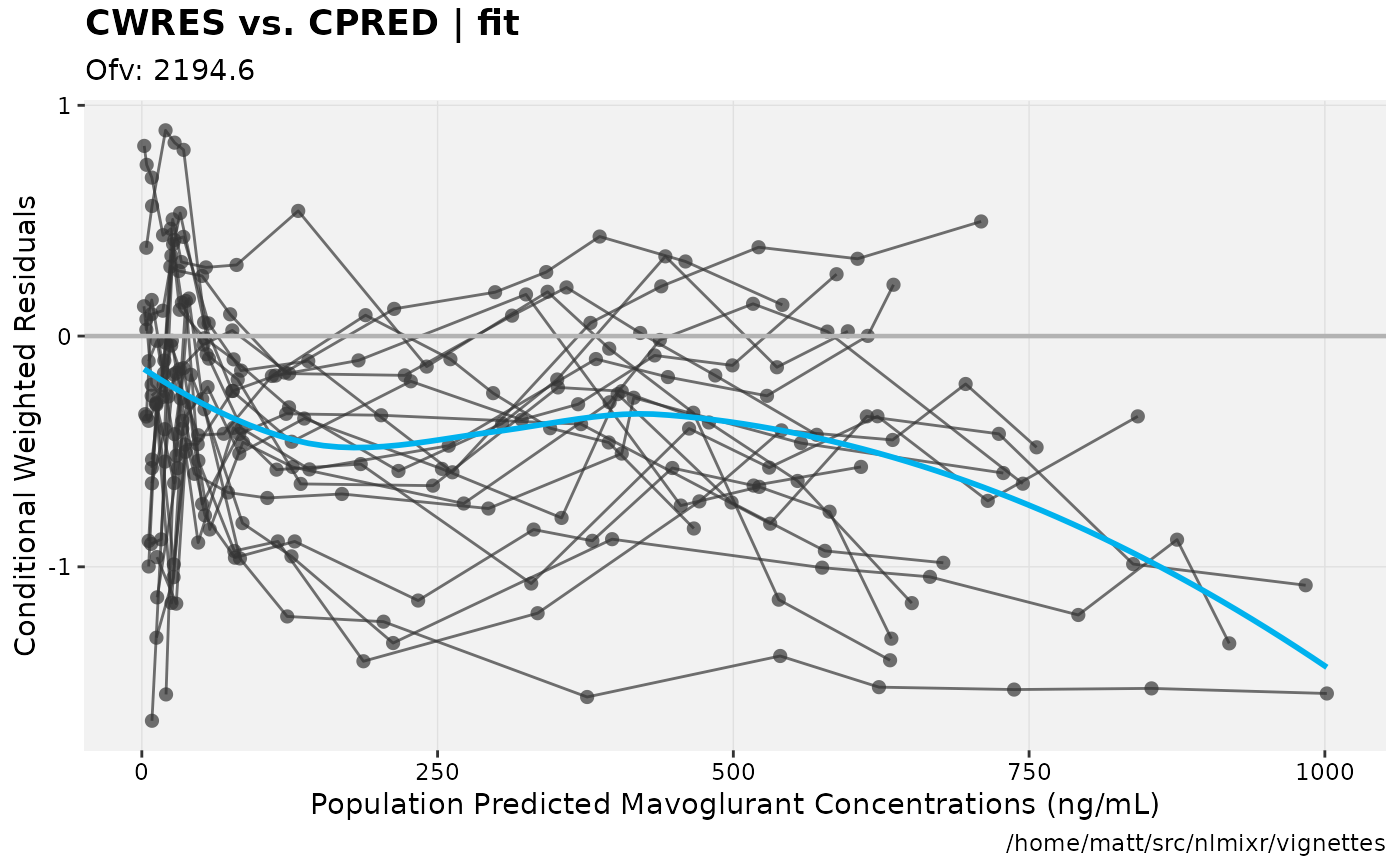 CWRES vs. CPRED | fit
Ofv: 2194.6
Conditional Weighted Residuals
1
0
-1
0 250 500 750 1000
Population Predicted Mavoglurant Concentrations (ng/mL)
/home/matt/src/nlmixr/vignettes